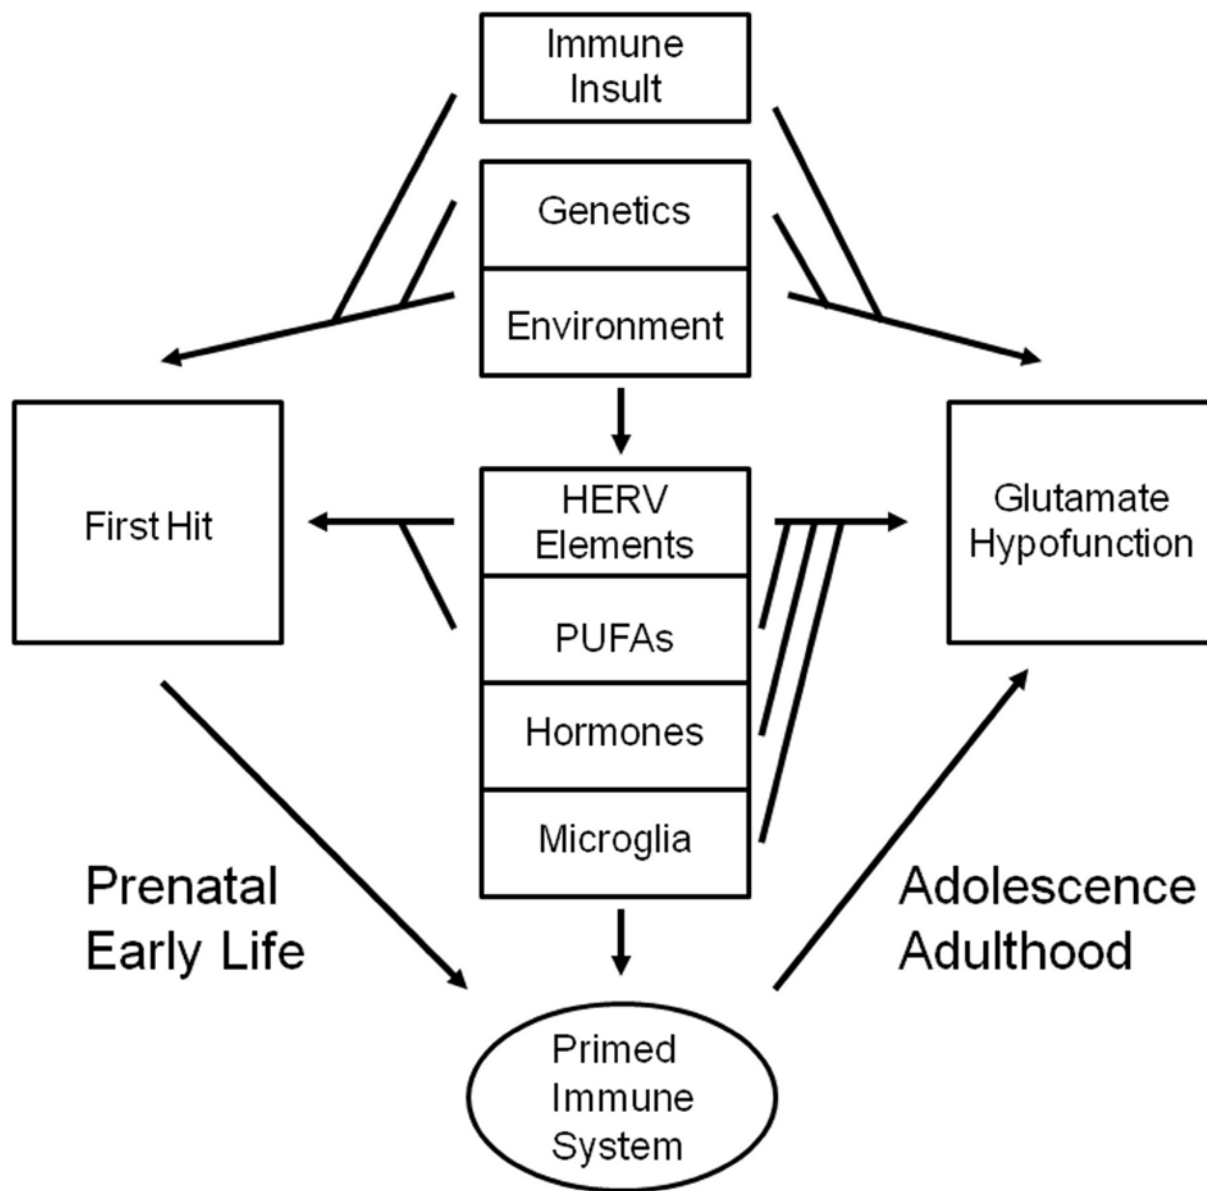 Immune
Insult
Genetics
Environment
First Hit
HERV
Elements
PUFAs
Hormones
Microglia
Glutamate
Hypofunction
Prenatal
Early Life
Adolescence
Adulthood
Primed
Immune
System